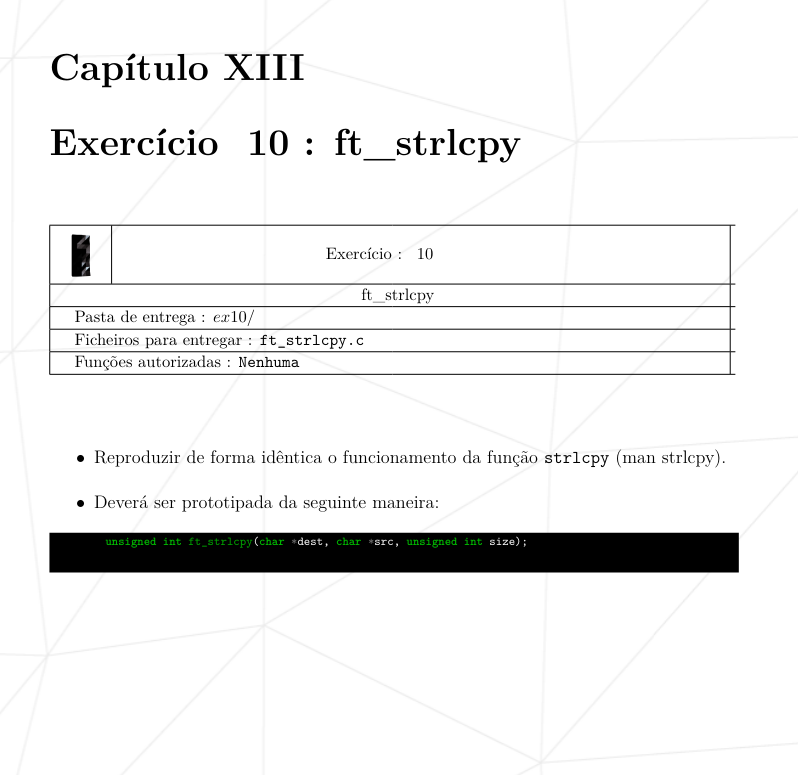 Capítulo XIII
Exercício 10 : ft_strlcpy
Exercício : 10
ft_strlcpy
Pasta de entrega : ex10/
Ficheiros para entregar : ft_strlcpy.c
Funções autorizadas : Nenhuma
• Reproduzir de forma idêntica o funcionamento da função strlcpy (man strlcpy).
• Deverá ser prototipada da seguinte maneira:
unsigned int ft_strlcpy(char *dest, char *src, unsigned int size);